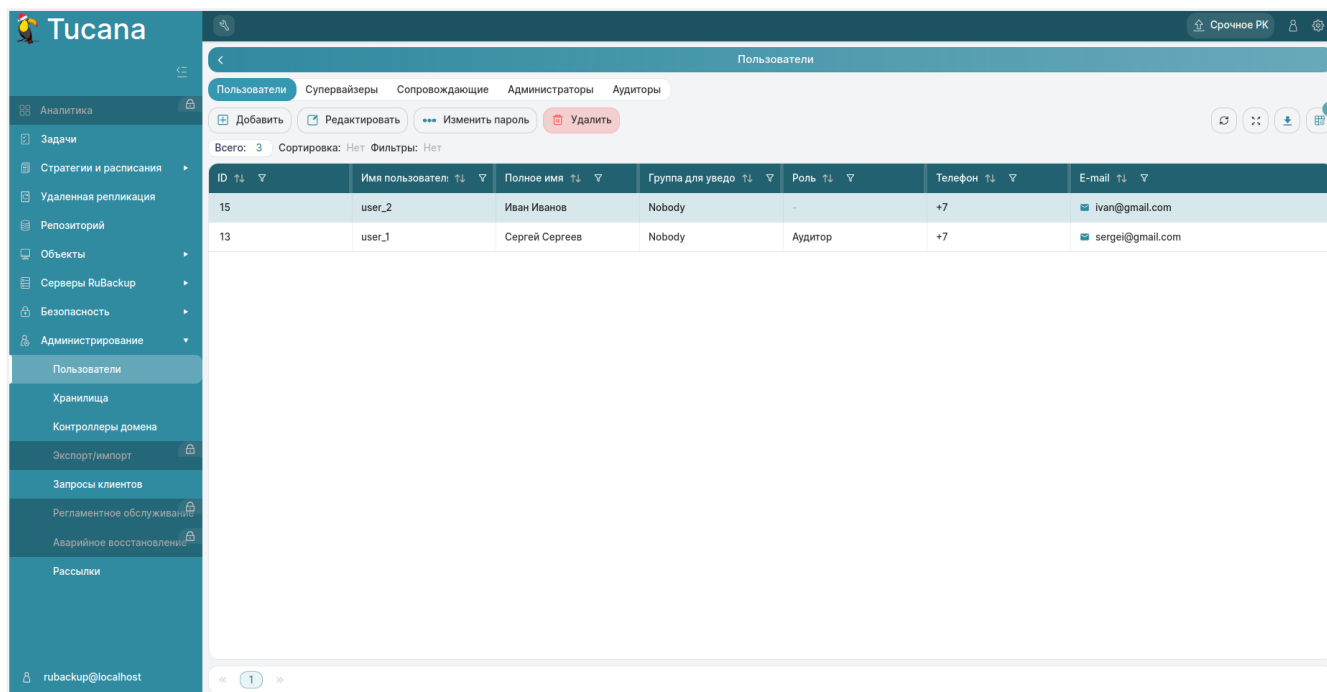 Tucana
Срочное РК
Пользователи
Пользователи Супервайзеры Сопровождающие Администраторы Аудиторы
Добавить Редактировать Изменить пароль Удалить
Всего: 3 Сортировка: Нет Фильтры: Нет
ID Имя пользовател Полное имя Группа для уведо Роль Телефон E-mail
15 user_2 Иван Иванов Nobody - +7 ivan@gmail.com
13 user_1 Сергей Сергеев Nobody Аудитор +7 sergei@gmail.com
Аналитика
Задачи
Стратегии и расписания
Удаленная репликация
Репозиторий
Объекты
Серверы RuBackup
Безопасность
Администрирование
Пользователи
Хранилища
Контроллеры домена
Экспорт/импорт
Запросы клиентов
Регламентное обслуживание
Аварийное восстановление
Рассылки
rubackup@localhost
« 1 »